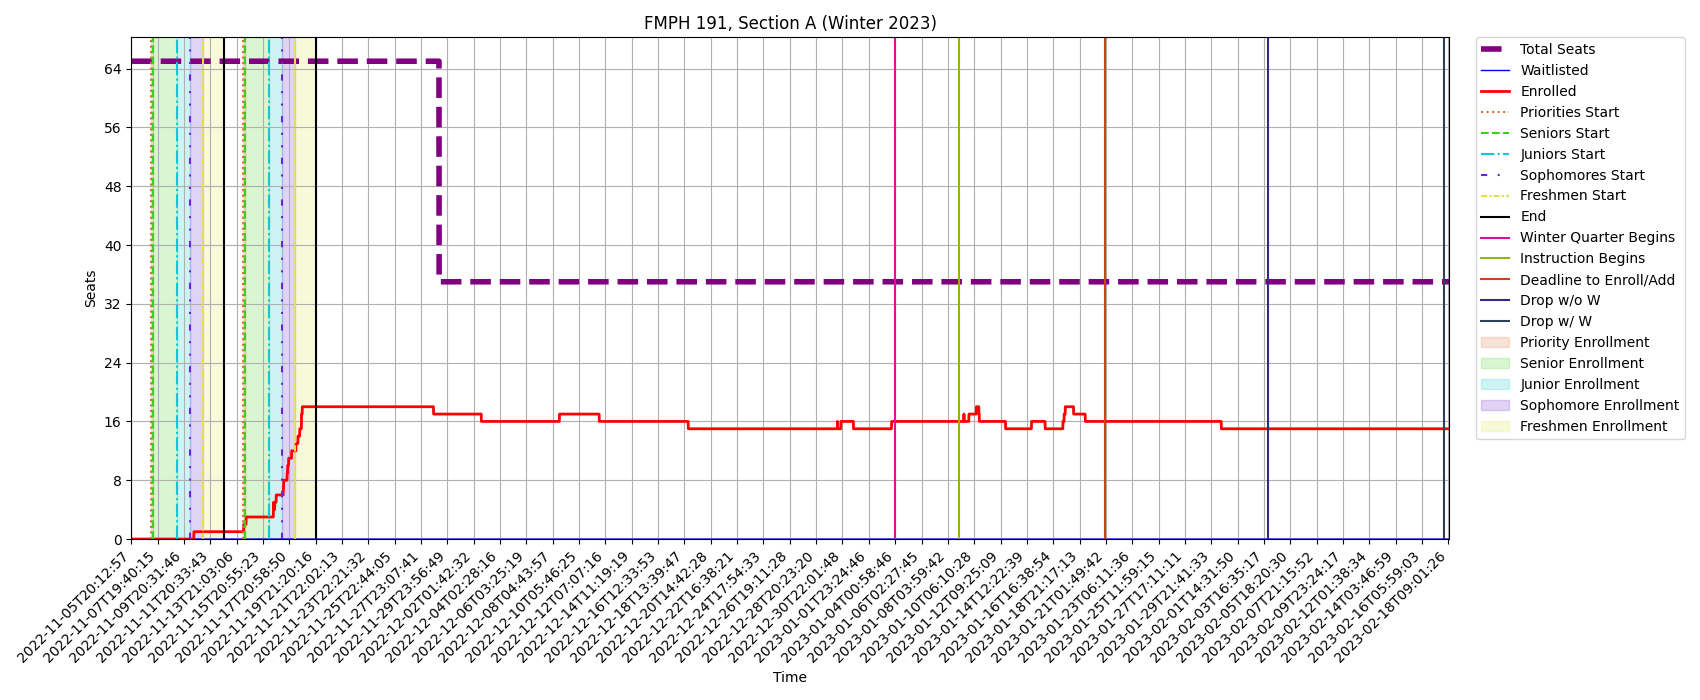 FMPH 191, Section A (Winter 2023)
Seats
64
56
48
40
32
24
16
8
0
2022-11-05T20:12:57
2022-11-07T19:40:15
2022-11-09T20:31:46
2022-11-11T20:33:43
2022-11-13T21:03:06
2022-11-15T20:55:23
2022-11-17T20:58:50
2022-11-19T21:20:16
2022-11-21T22:02:13
2022-11-23T22:21:32
2022-11-25T22:44:05
2022-11-27T23:07:41
2022-11-29T23:56:49
2022-12-02T01:42:32
2022-12-04T02:28:16
2022-12-06T03:25:19
2022-12-08T04:43:57
2022-12-10T05:46:25
2022-12-12T07:07:16
2022-12-14T11:19:19
2022-12-16T12:33:53
2022-12-18T13:39:47
2022-12-20T14:42:28
2022-12-22T16:38:21
2022-12-24T17:54:33
2022-12-26T19:11:28
2022-12-28T20:23:20
2022-12-30T22:01:48
2023-01-01T23:24:46
2023-01-04T00:58:46
2023-01-06T02:27:45
2023-01-08T03:59:42
2023-01-10T06:10:28
2023-01-12T09:25:09
2023-01-14T12:22:39
2023-01-16T16:38:54
2023-01-18T21:17:13
2023-01-21T01:49:42
2023-01-23T06:11:36
2023-01-25T11:59:15
2023-01-27T17:11:11
2023-01-29T21:41:33
2023-02-01T14:31:50
2023-02-03T16:35:17
2023-02-05T18:20:30
2023-02-07T21:15:52
2023-02-09T23:24:17
2023-02-12T01:38:34
2023-02-14T03:46:59
2023-02-16T05:59:03
2023-02-18T09:01:26
Time
Total Seats
Waitlisted
Enrolled
Priorities Start
Seniors Start
Juniors Start
Sophomores Start
Freshmen Start
End
Winter Quarter Begins
Instruction Begins
Deadline to Enroll/Add
Drop w/o W
Drop w/ W
Priority Enrollment
Senior Enrollment
Junior Enrollment
Sophomore Enrollment
Freshmen Enrollment